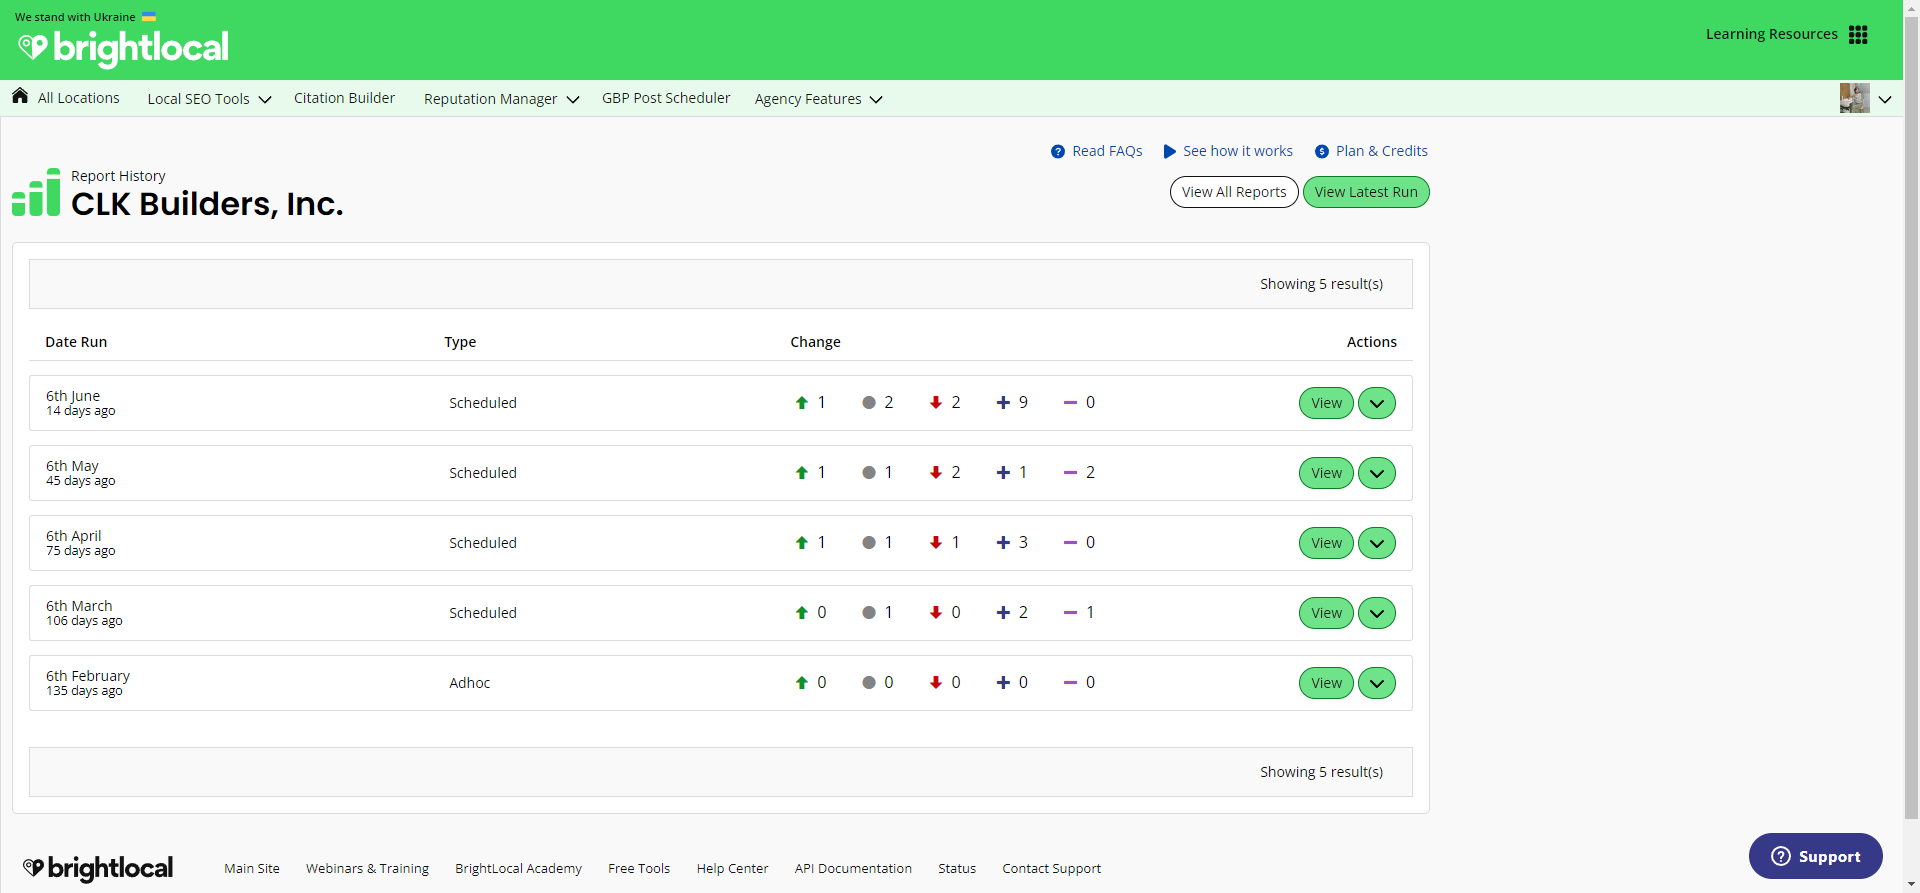 We stand with Ukraine
brightlocal
Learning Resources
All Locations Local SEO Tools Citation Builder Reputation Manager GBP Post Scheduler Agency Features
Read FAQs See how it works Plan & Credits
Report History
CLK Builders, Inc.
View All Reports View Latest Run
Showing 5 result(s)
Date Run Type Change Actions
6th June
14 days ago
Scheduled 1 2 2 9 0 View
6th May
45 days ago
Scheduled 1 1 2 1 2 View
6th April
75 days ago
Scheduled 1 1 1 3 0 View
6th March
106 days ago
Scheduled 0 1 0 2 1 View
6th February
135 days ago
Adhoc 0 0 0 0 0 View
Showing 5 result(s)
brightlocal Main Site Webinars & Training BrightLocal Academy Free Tools Help Center API Documentation Status Contact Support
Support